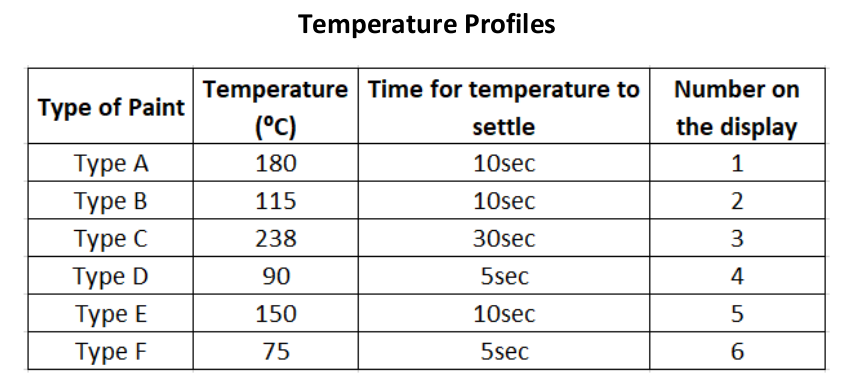 Temperature Profiles
Type of Paint Temperature (⁰C) Time for temperature to settle Number on the display
Type A 180 10sec 1
Type B 115 10sec 2
Type C 238 30sec 3
Type D 90 5sec 4
Type E 150 10sec 5
Type F 75 5sec 6